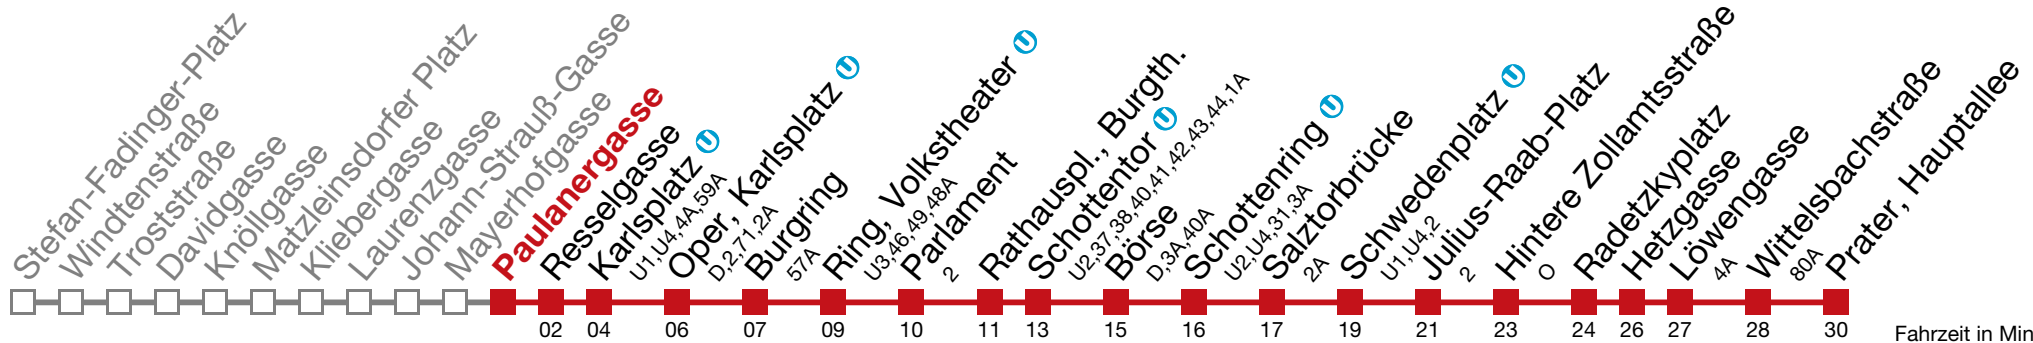 Stefan-Fadinger-Platz
Windtenstraße
Troststraße
Davidgasse
Knöllgasse
Matzleinsdorfer Platz
Kliebergasse
Laurenzgasse
Johann-Strauß-Gasse
Mayerhofgasse
Paulanergasse
Resselgasse
Karlsplatz U
U1,U4,4A,59A
Oper, Karlsplatz U
D,2,71,2A
Burgring
57A
Ring, Volkstheater U
U3,46,49,48A
Parlament
2
Rathauspl., Burgth.
Schottentor U
U2,37,38,40,41,42,43,44,1A
Börse
D,3A,40A
Schottenring U
U2,U4,31,3A
Salztorbrücke
2A
Schwedenplatz U
U1,U4,2
Julius-Raab-Platz
2
Hintere Zollamtsstraße
O
Radetzkyplatz
Hetzgasse
Löwengasse
4A
Wittelsbachstraße
80A
Prater, Hauptallee
02 04 06 07 09 10 11 13 15 16 17 19 21 23 24 26 27 28 30 Fahrzeit in Min